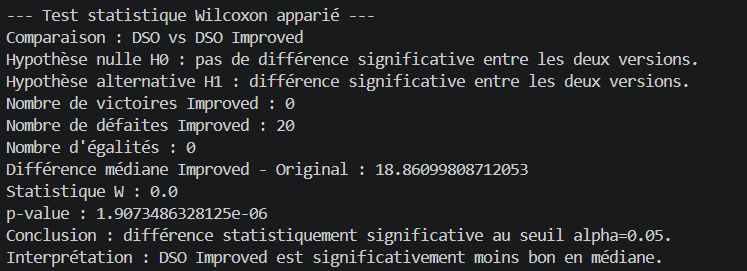 --- Test statistique Wilcoxon apparié ---
Comparaison : DSO vs DSO Improved
Hypothèse nulle H0 : pas de différence significative entre les deux versions.
Hypothèse alternative H1 : différence significative entre les deux versions.
Nombre de victoires Improved : 0
Nombre de défaites Improved : 20
Nombre d'égalités : 0
Différence médiane Improved - Original : 18.86099808712053
Statistique W : 0.0
p-value : 1.9073486328125e-06
Conclusion : différence statistiquement significative au seuil alpha=0.05.
Interprétation : DSO Improved est significativement moins bon en médiane.